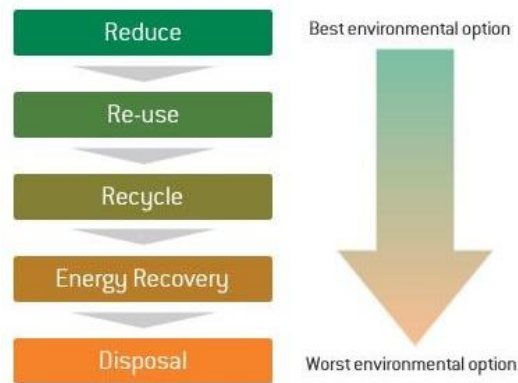 Reduce
Best environmental option
Re-use
Recycle
Energy Recovery
Disposal
Worst environmental option